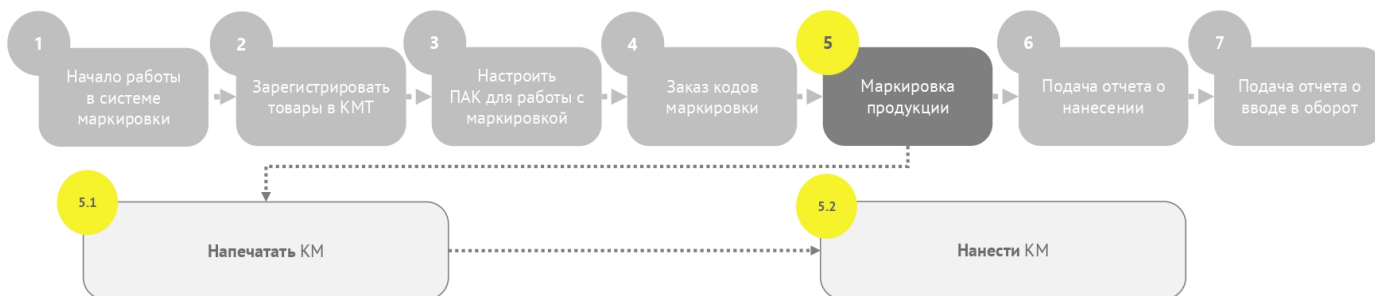 1
Начало работы
в системе
маркировки
2
Зарегистрировать
товары в КМТ
3
Настроить
ПАК для работы с
маркировкой
4
Заказ кодов
маркировки
5
Маркировка
продукции
6
Подача отчета о
нанесении
7
Подача отчета о
вводе в оборот
5.1
Напечатать КМ
5.2
Нанести КМ